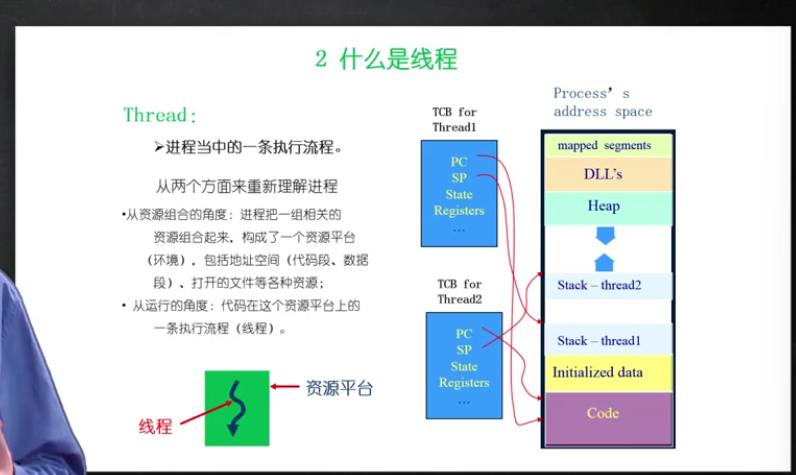 2 什么是线程
Thread:
➢进程当中的一条执行流程。
从两个方面来重新理解进程
•从资源组合的角度：进程把一组相关的
资源组合起来，构成了一个资源平台
（环境），包括地址空间（代码段、数据
段）、打开的文件等各种资源；
• 从运行的角度：代码在这个资源平台上的
一条执行流程（线程）。
资源平台
线程
TCB for
Thread1
PC
SP
State
Registers
…
TCB for
Thread2
PC
SP
State
Registers
…
Process's
address space
mapped segments
DLL's
Heap
Stack – thread2
Stack – thread1
Initialized data
Code